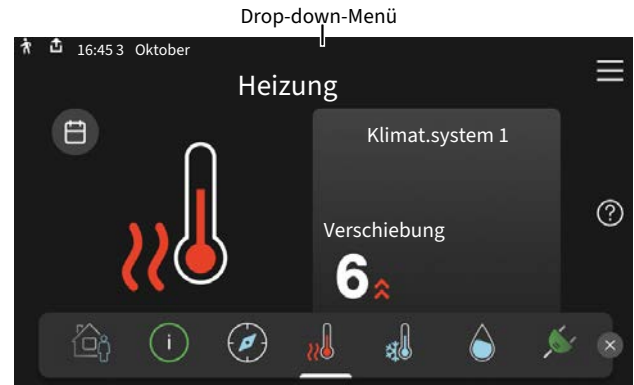 Drop-down-Menü
16:45 3 Oktober
Heizung
Klimat.system 1
Verschiebung
6